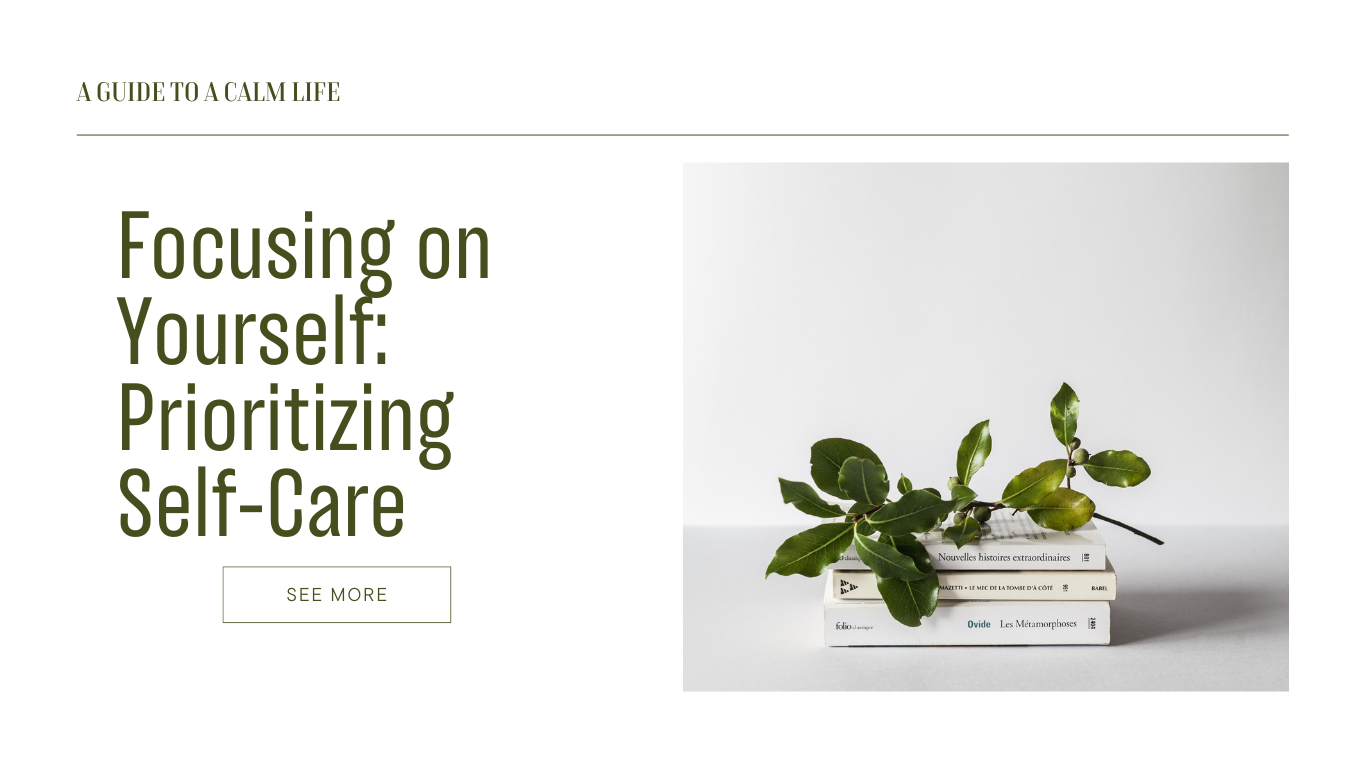 A GUIDE TO A CALM LIFE
Focusing on
Yourself:
Prioritizing
Self-Care
SEE MORE
Nouvelles histoires extraordinaires
MAZETTI • LE MEC DE LA TOMBE D'À CÔTÉ
BABEL
folio classique
Ovide Les Métamorphoses
2404